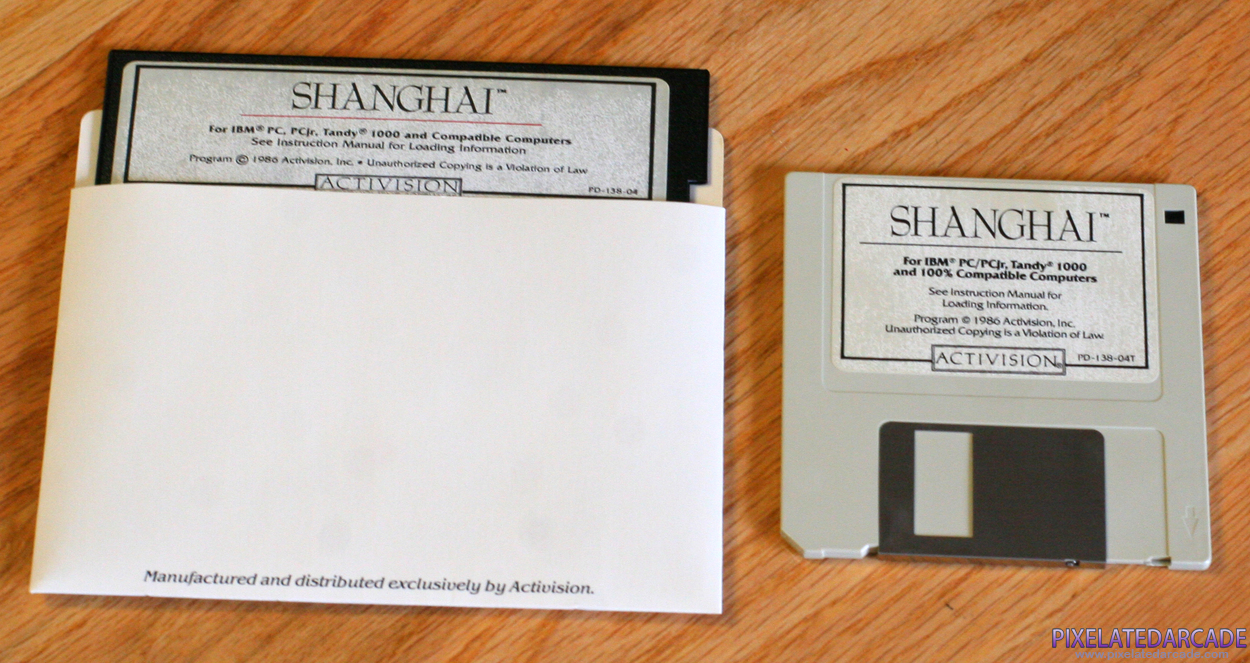 SHANGHAI™
For IBM® PC, PCjr, Tandy® 1000 and Compatible Computers
See Instruction Manual for Loading Information
Program © 1986 Activision, Inc. • Unauthorized Copying is a Violation of Law
ACTIVISION
PD-138-04
Manufactured and distributed exclusively by Activision.
SHANGHAI™
For IBM® PC/PCjr, Tandy® 1000
and 100% Compatible Computers
See Instruction Manual for
Loading Information.
Program © 1986 Activision, Inc.
Unauthorized Copying is a Violation of Law.
ACTIVISION®
PD-138-04T
PIXELATEDARCADE
www.pixelatedarcade.com